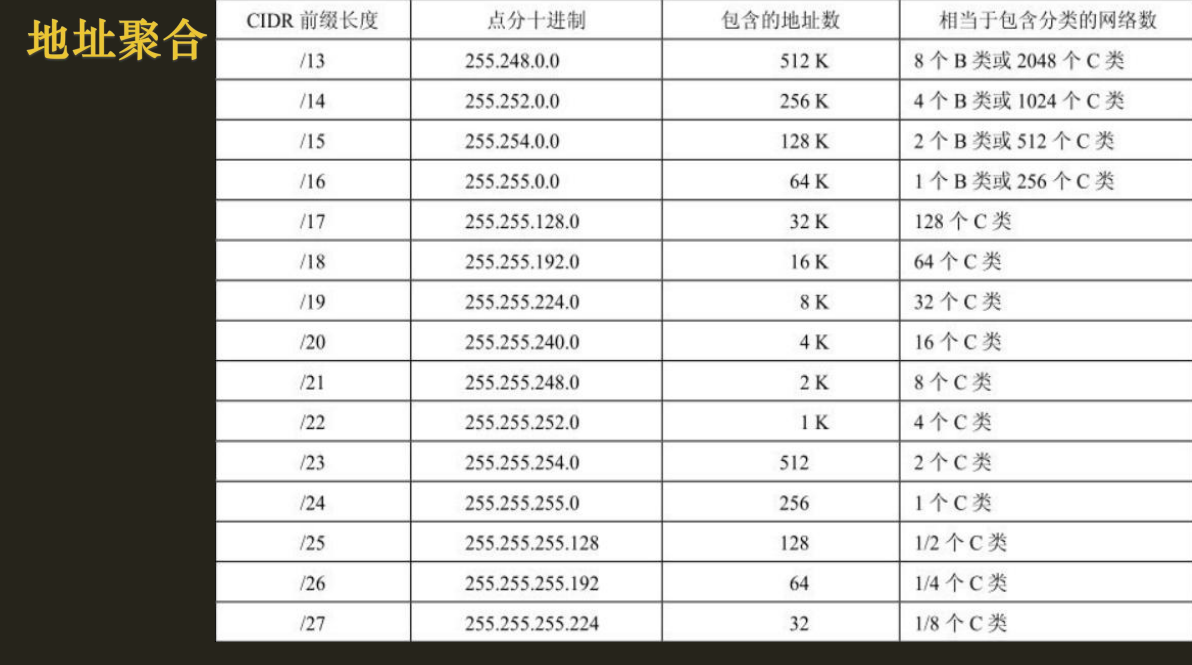 地址聚合
CIDR 前缀长度 点分十进制 包含的地址数 相当于包含分类的网络数
/13 255.248.0.0 512 K 8 个 B 类或 2048 个 C 类
/14 255.252.0.0 256 K 4 个 B 类或 1024 个 C 类
/15 255.254.0.0 128 K 2 个 B 类或 512 个 C 类
/16 255.255.0.0 64 K 1 个 B 类或 256 个 C 类
/17 255.255.128.0 32 K 128 个 C 类
/18 255.255.192.0 16 K 64 个 C 类
/19 255.255.224.0 8 K 32 个 C 类
/20 255.255.240.0 4 K 16 个 C 类
/21 255.255.248.0 2 K 8 个 C 类
/22 255.255.252.0 1 K 4 个 C 类
/23 255.255.254.0 512 2 个 C 类
/24 255.255.255.0 256 1 个 C 类
/25 255.255.255.128 128 1/2 个 C 类
/26 255.255.255.192 64 1/4 个 C 类
/27 255.255.255.224 32 1/8 个 C 类